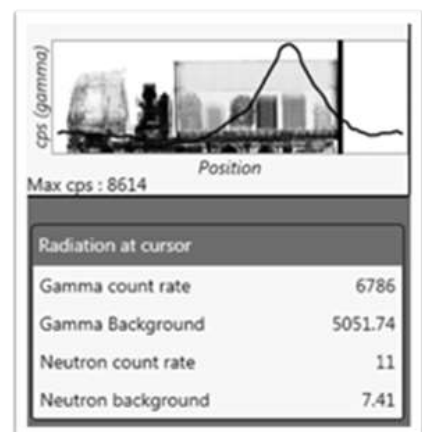 cps (gamma)
Position
Max cps : 8614
Radiation at cursor
Gamma count rate 6786
Gamma Background 5051.74
Neutron count rate 11
Neutron background 7.41